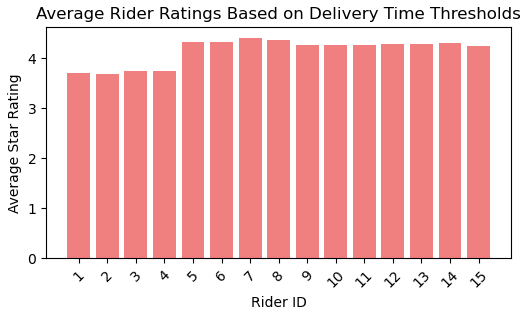 Average Rider Ratings Based on Delivery Time Thresholds
Average Star Rating
4
3
2
1
0
1 2 3 4 5 6 7 8 9 10 11 12 13 14 15
Rider ID